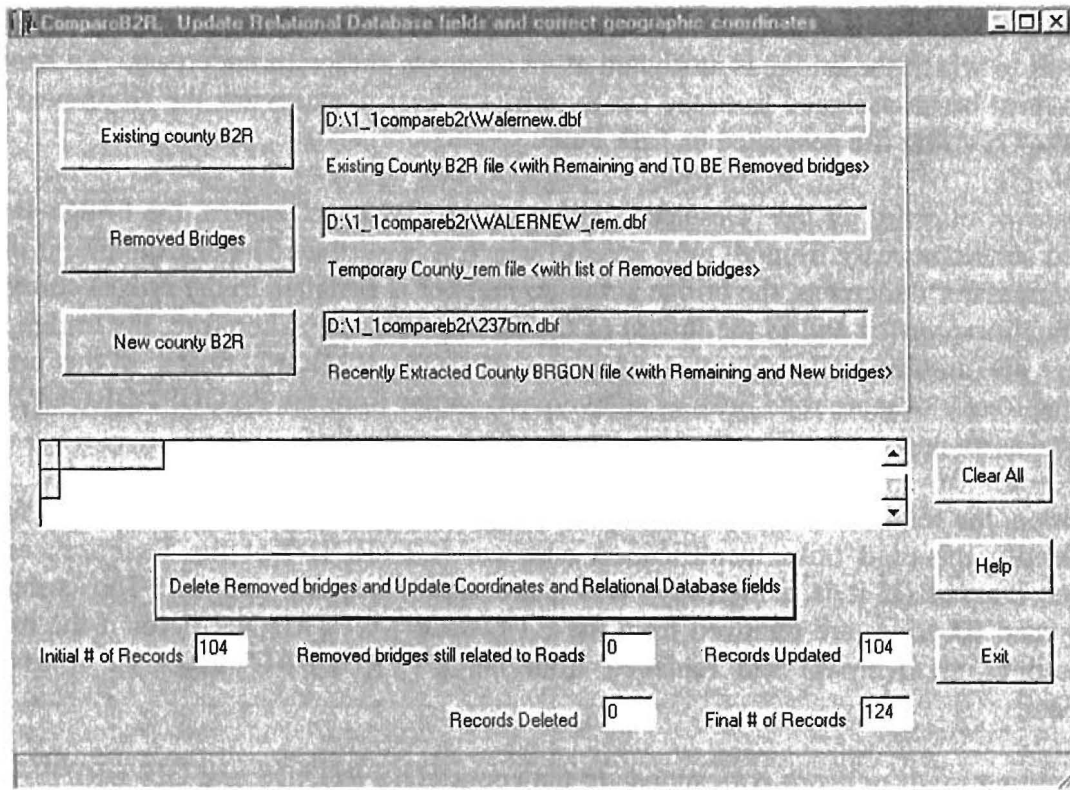 CompareB2R. Update Relational Database fields and correct geographic coordinates
Existing county B2R
D:\1_1compareb2r\Walernew.dbf
Existing County B2R file <with Remaining and TO BE Removed bridges>
Removed Bridges
D:\1_1compareb2r\WALERNEW_rem.dbf
Temporary County_rem file <with list of Removed bridges>
New county B2R
D:\1_1compareb2r\237brn.dbf
Recently Extracted County BRGON file <with Remaining and New bridges>
Clear All
Delete Removed bridges and Update Coordinates and Relational Database fields
Help
Initial # of Records 104 Removed bridges still related to Roads 0 Records Updated 104 Exit
Records Deleted 0 Final # of Records 124